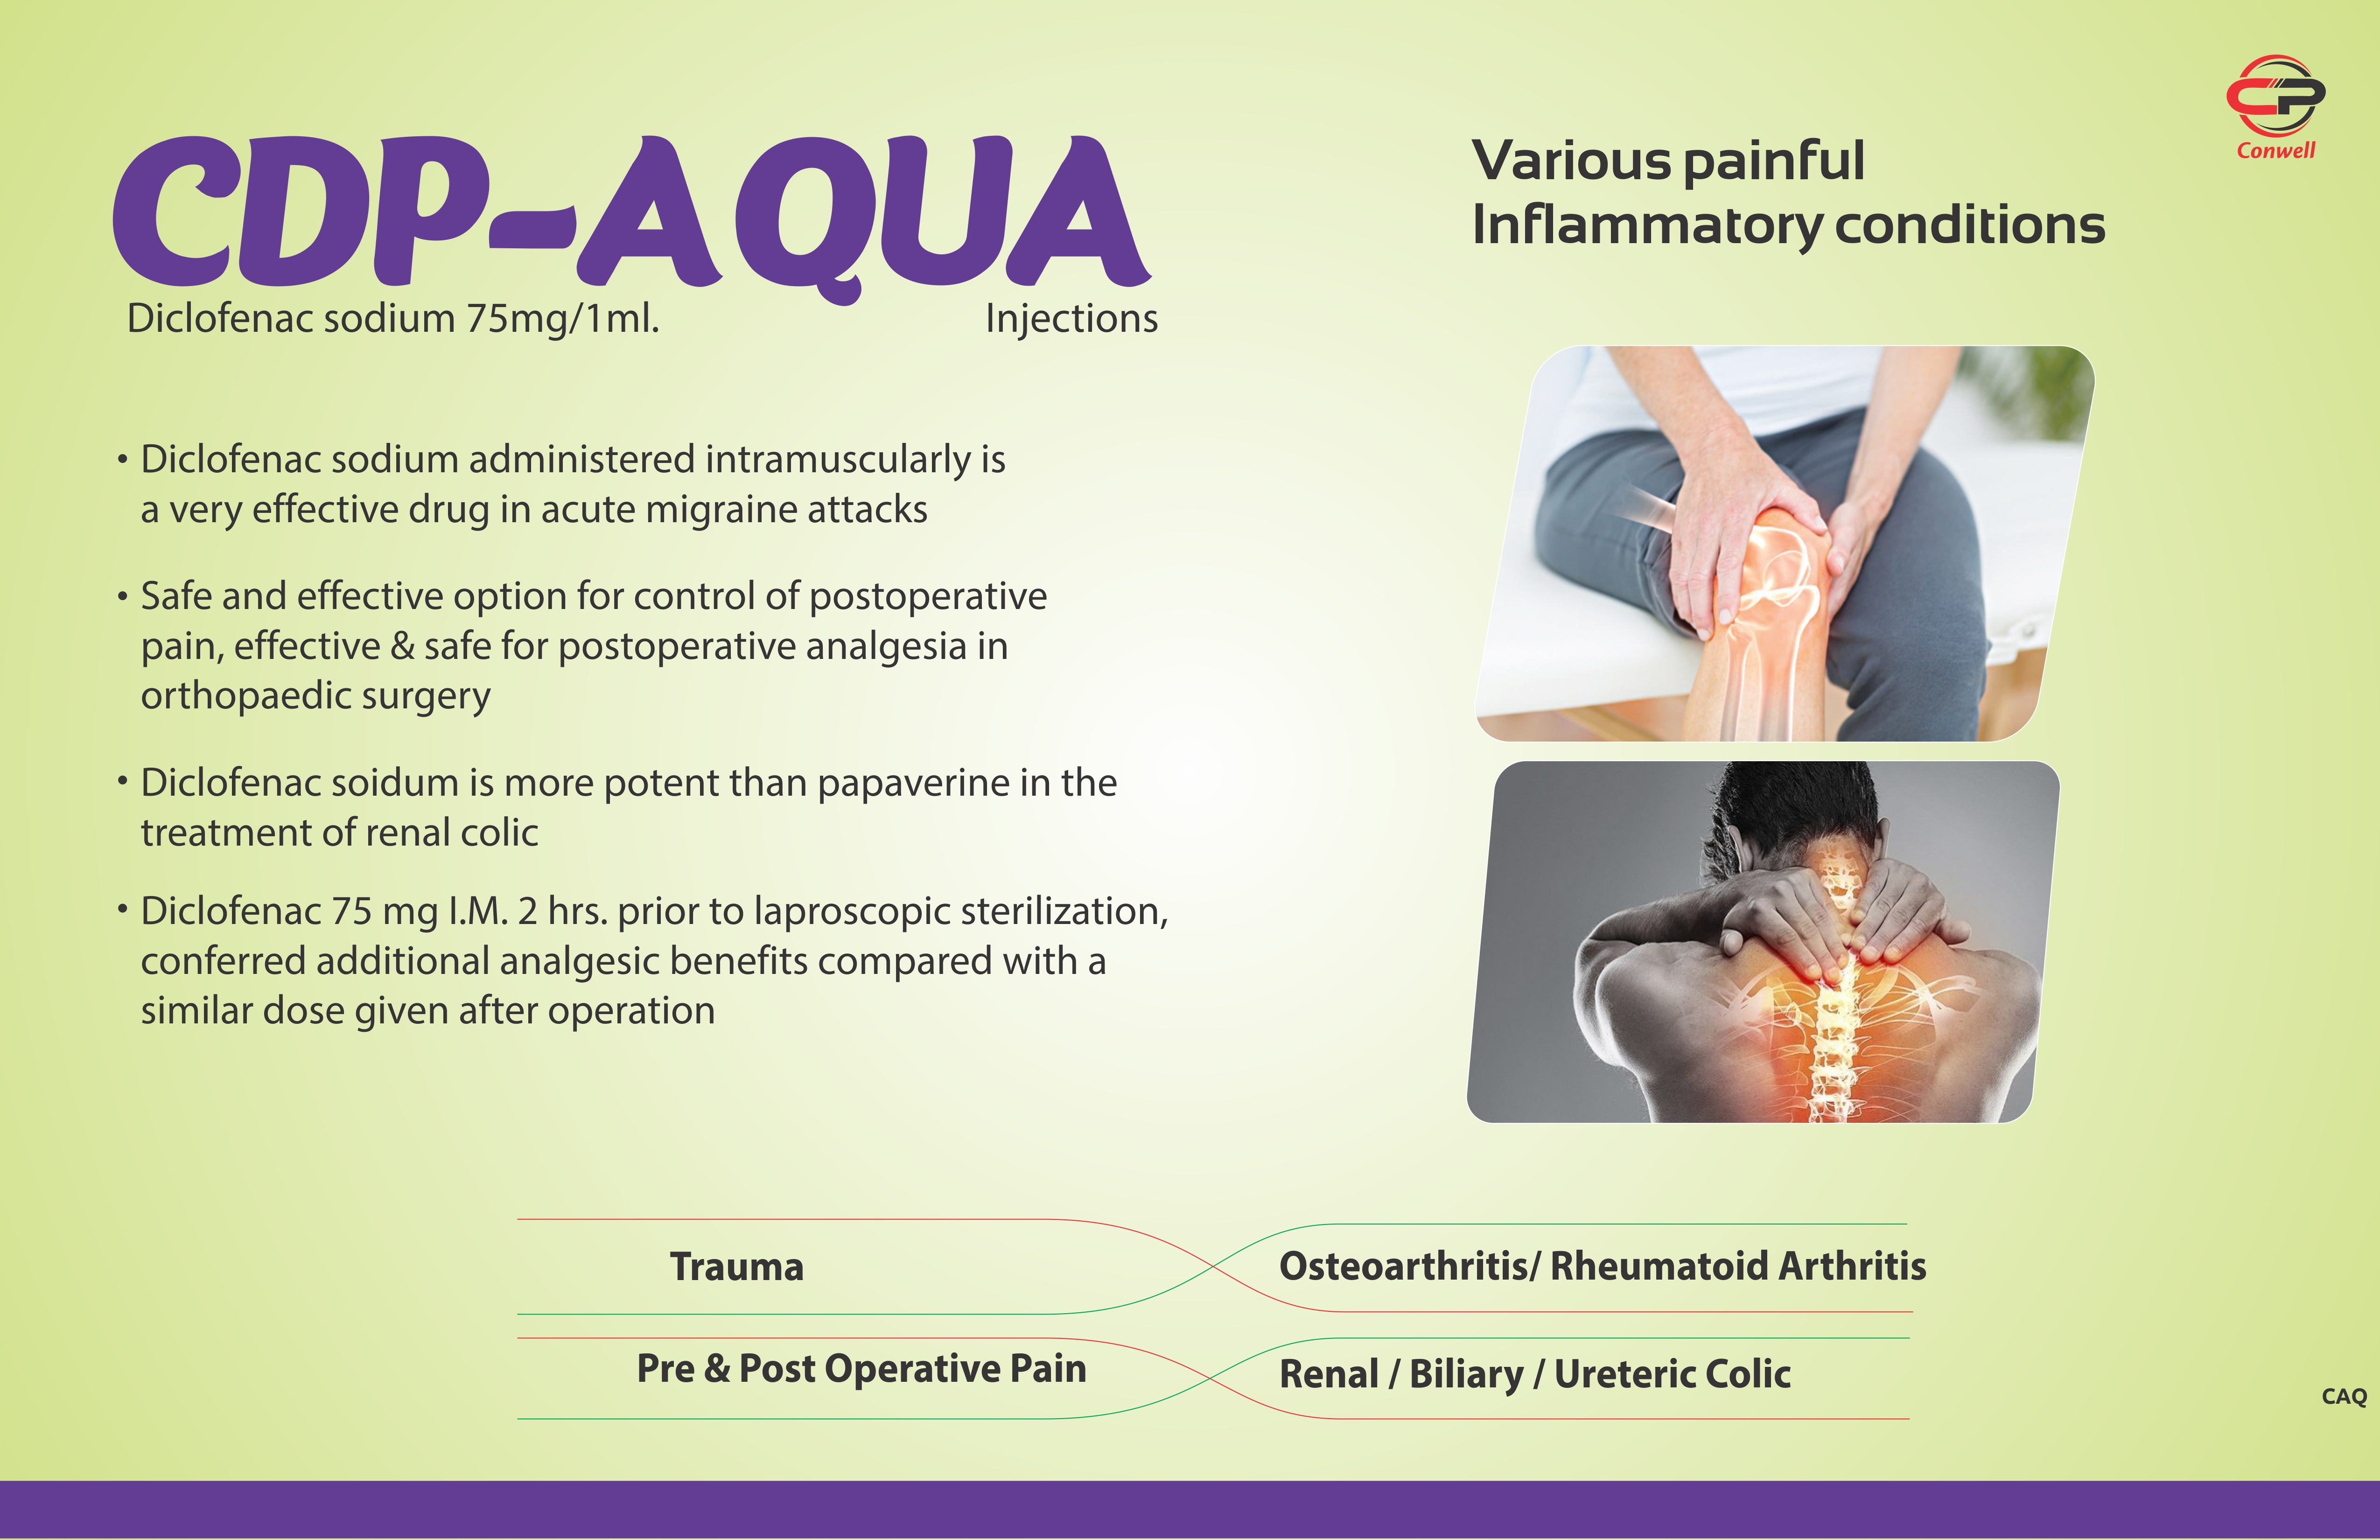 CDP-AQUA
Diclofenac sodium 75mg/1ml. Injections
• Diclofenac sodium administered intramuscularly is
a very effective drug in acute migraine attacks
• Safe and effective option for control of postoperative
pain, effective & safe for postoperative analgesia in
orthopaedic surgery
• Diclofenac soidum is more potent than papaverine in the
treatment of renal colic
• Diclofenac 75 mg I.M. 2 hrs. prior to laproscopic sterilization,
conferred additional analgesic benefits compared with a
similar dose given after operation
CP
Conwell
Various painful
Inflammatory conditions
Trauma
Osteoarthritis/ Rheumatoid Arthritis
Pre & Post Operative Pain
Renal / Biliary / Ureteric Colic
CAQ